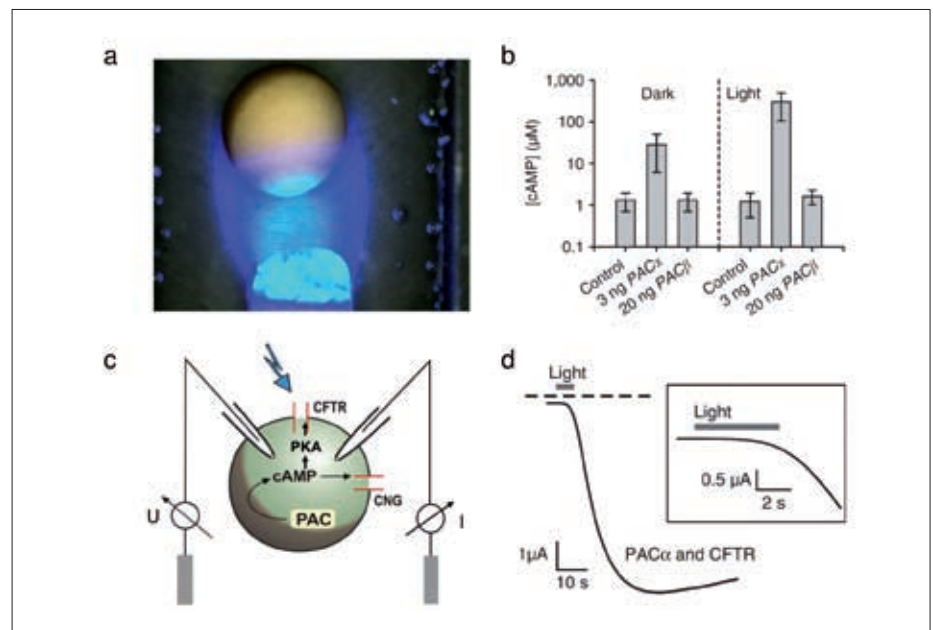 a
b
1,000
100
10
1
0.1
[cAMP] (µM)
Dark
Light
Control
3 ng PACα
20 ng PACβ
Control
3 ng PACα
20 ng PACβ
c
CFTR
PKA
cAMP
CNG
PAC
U
I
d
Light
Light
0.5 µA
2 s
1µA
10 s
PACα and CFTR